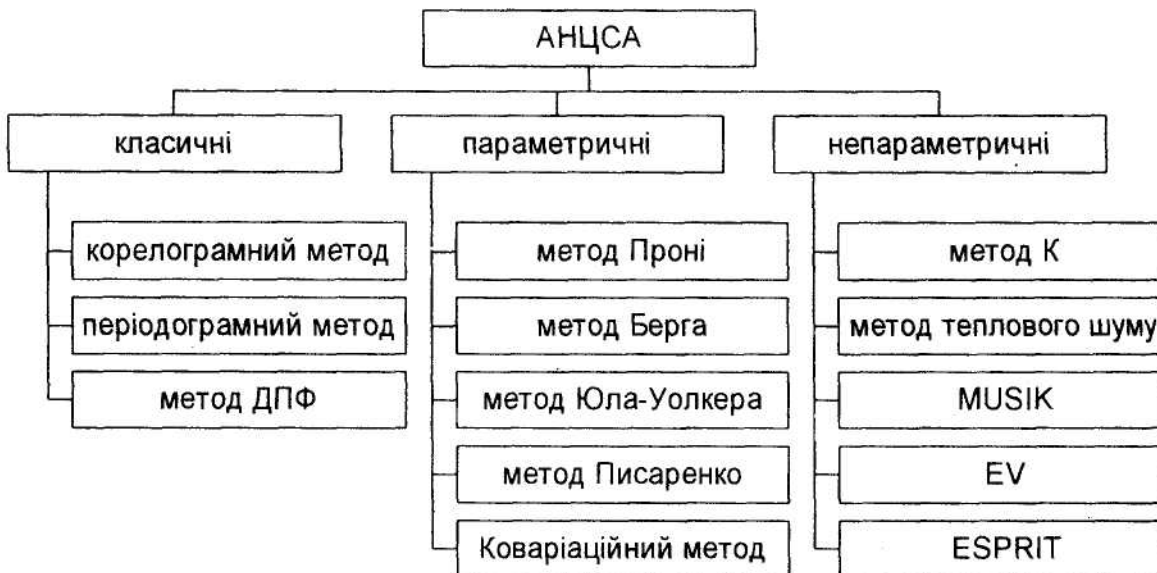 АНЦСА
класичні
параметричні
непараметричні
корелограмний метод
періодограмний метод
метод ДПФ
метод Проні
метод Берга
метод Юла-Уолкера
метод Писаренко
Коваріаційний метод
метод К
метод теплового шуму
MUSIK
EV
ESPRIT